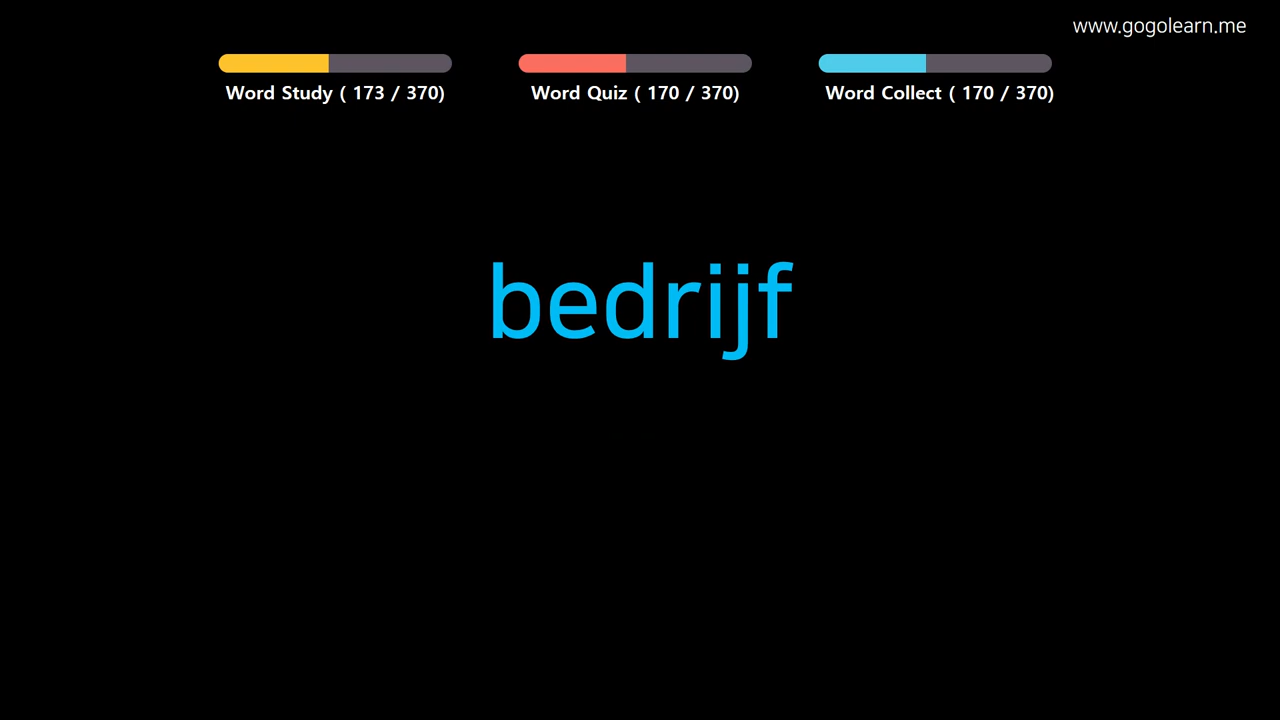 www.gogolearn.me
Word Study ( 173 / 370)
Word Quiz ( 170 / 370)
Word Collect ( 170 / 370)
bedrijf